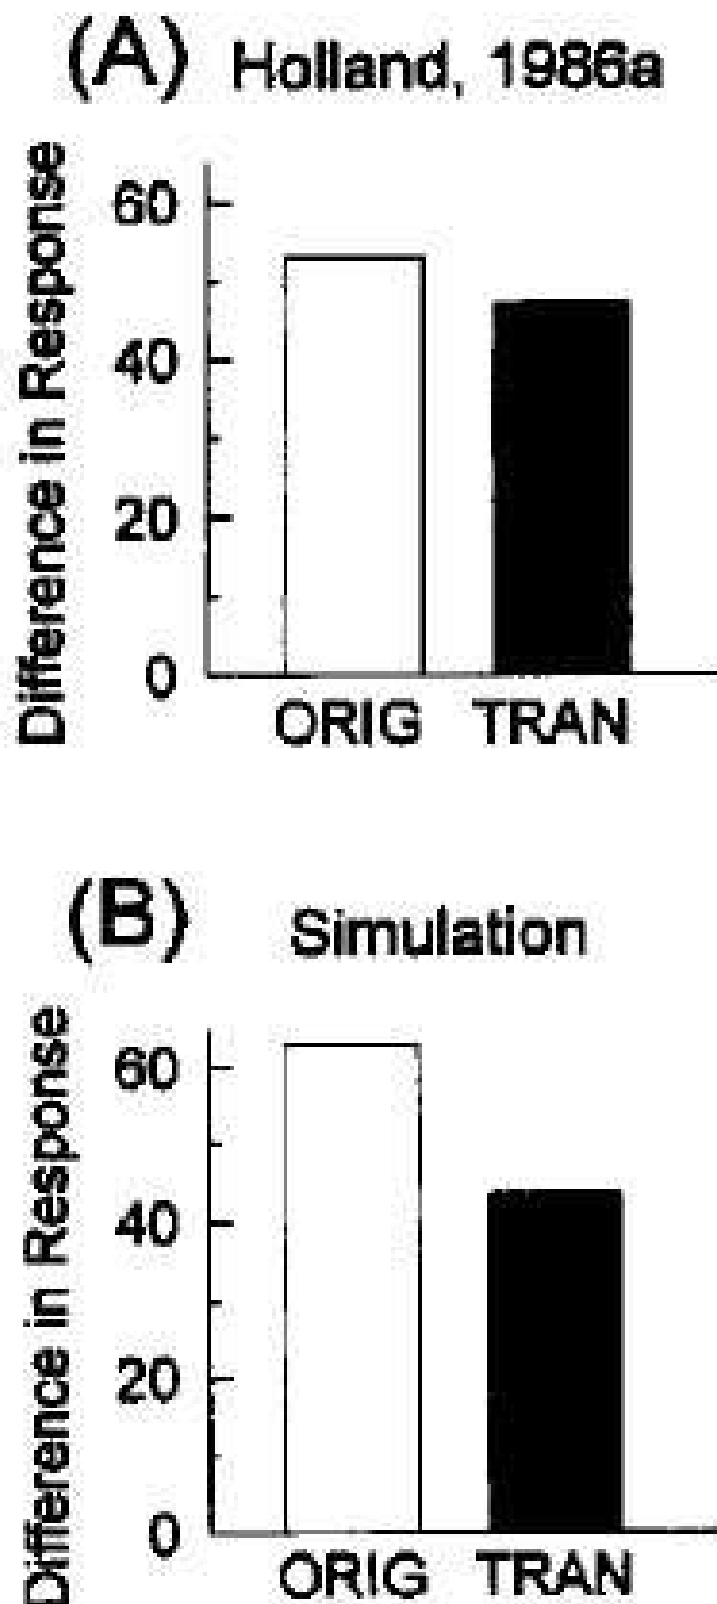 (A) Holland, 1986a
Difference in Response
60
40
20
0
ORIG TRAN
(B) Simulation
Difference in Response
60
40
20
0
ORIG TRAN